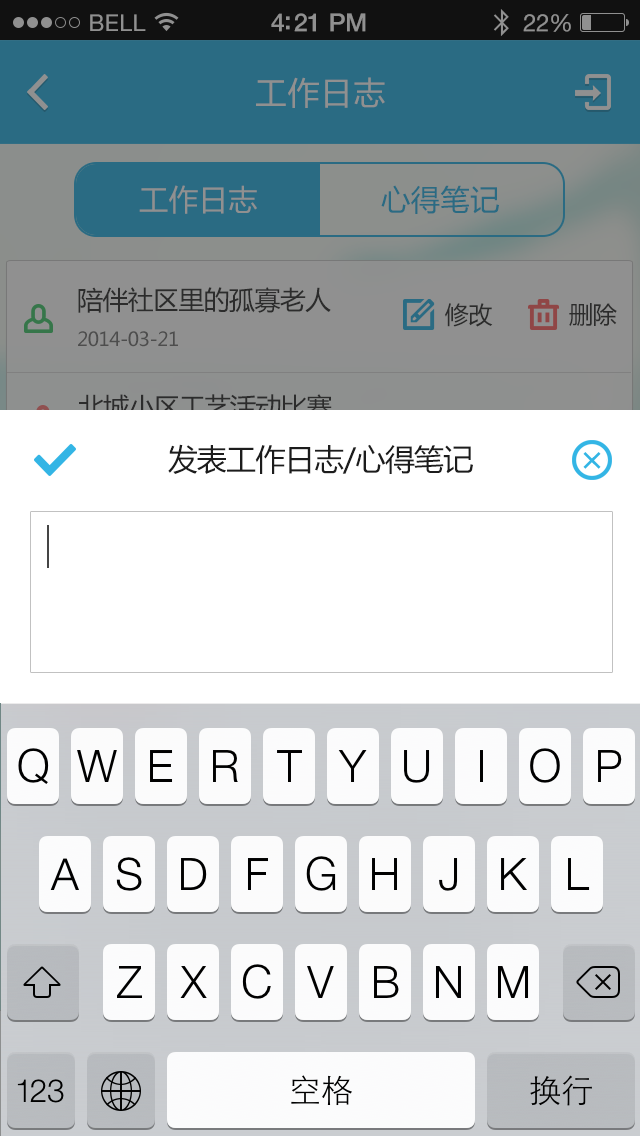 BELL 4:21 PM 22%
工作日志
工作日志 心得笔记
陪伴社区里的孤寡老人
2014-03-21
修改 删除
北城小区工艺活动比赛
发表工作日志/心得笔记
Q W E R T Y U I O P
A S D F G H J K L
Z X C V B N M
123 空格 换行